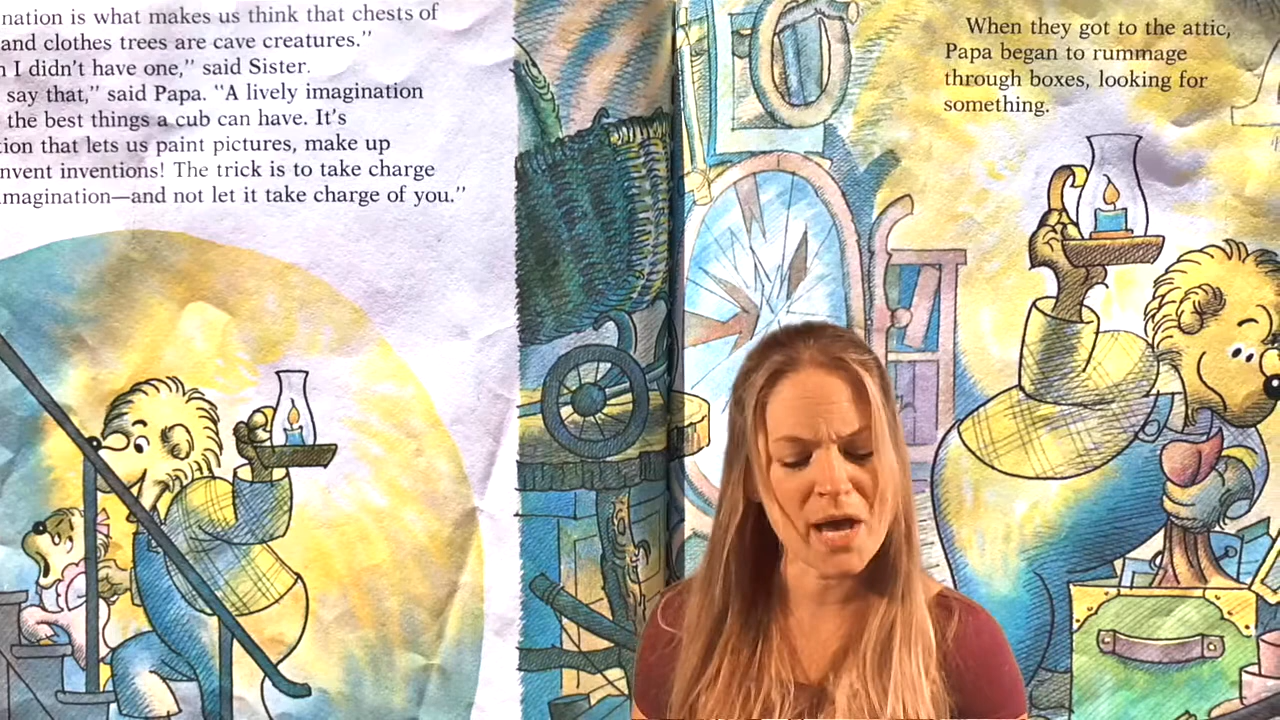 nation is what makes us think that chests of
and clothes trees are cave creatures."
I didn't have one," said Sister.
say that," said Papa. "A lively imagination
the best things a cub can have. It's
that lets us paint pictures, make up
nvent inventions! The trick is to take charge
magination—and not let it take charge of you."
When they got to the attic,
Papa began to rummage
through boxes, looking for
something.